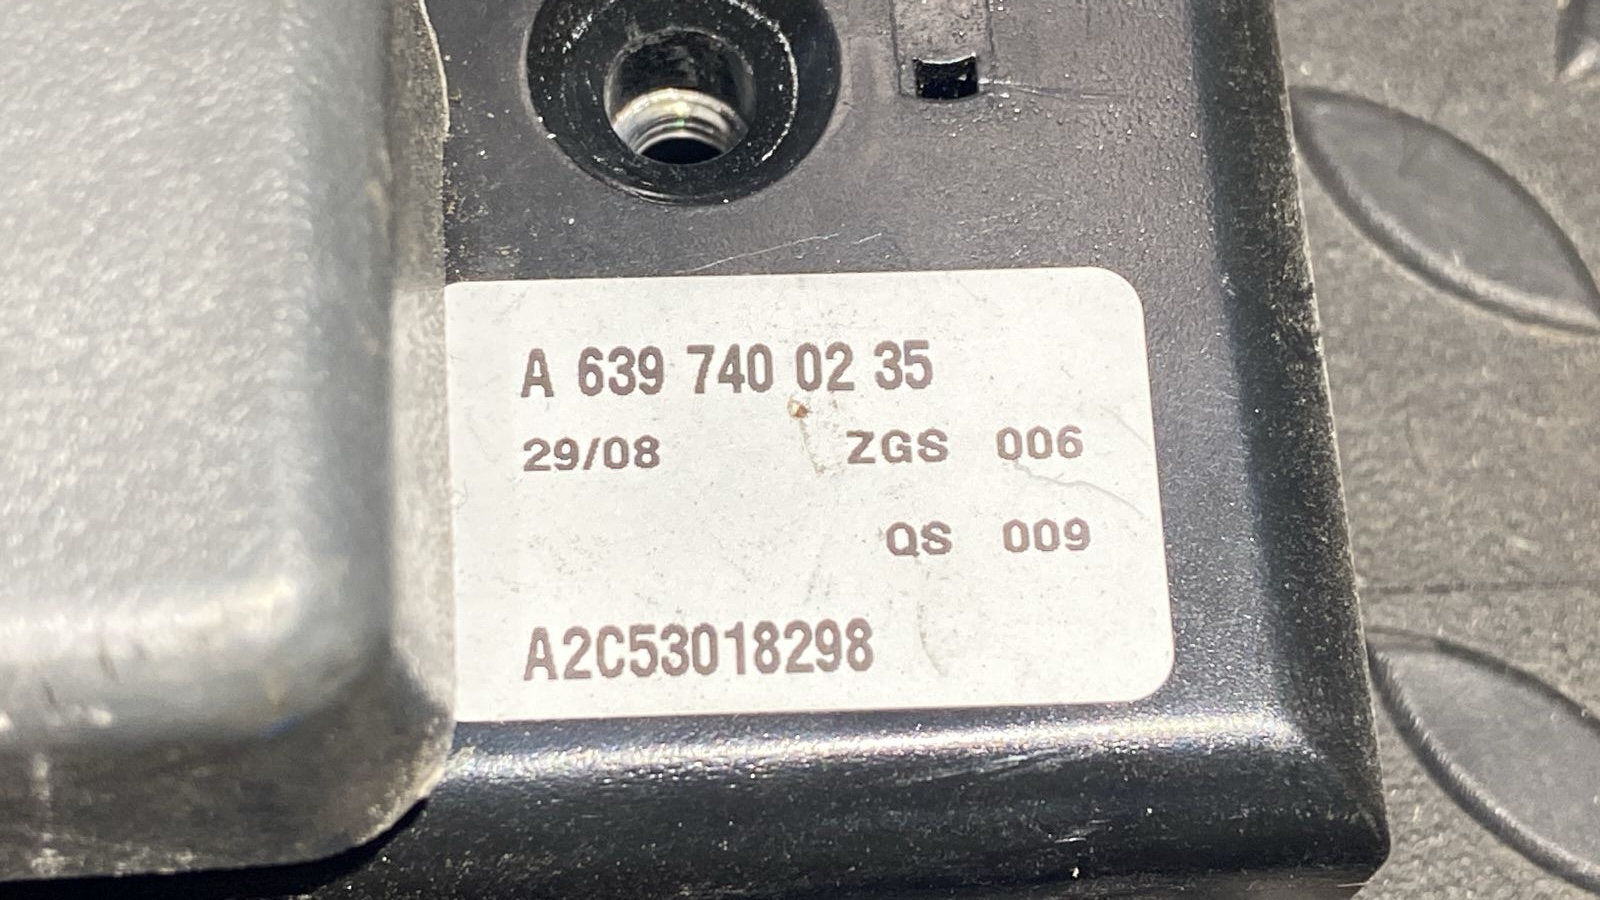 A 639 740 02 35
29/08 ZGS 006
QS 009
A2C53018298